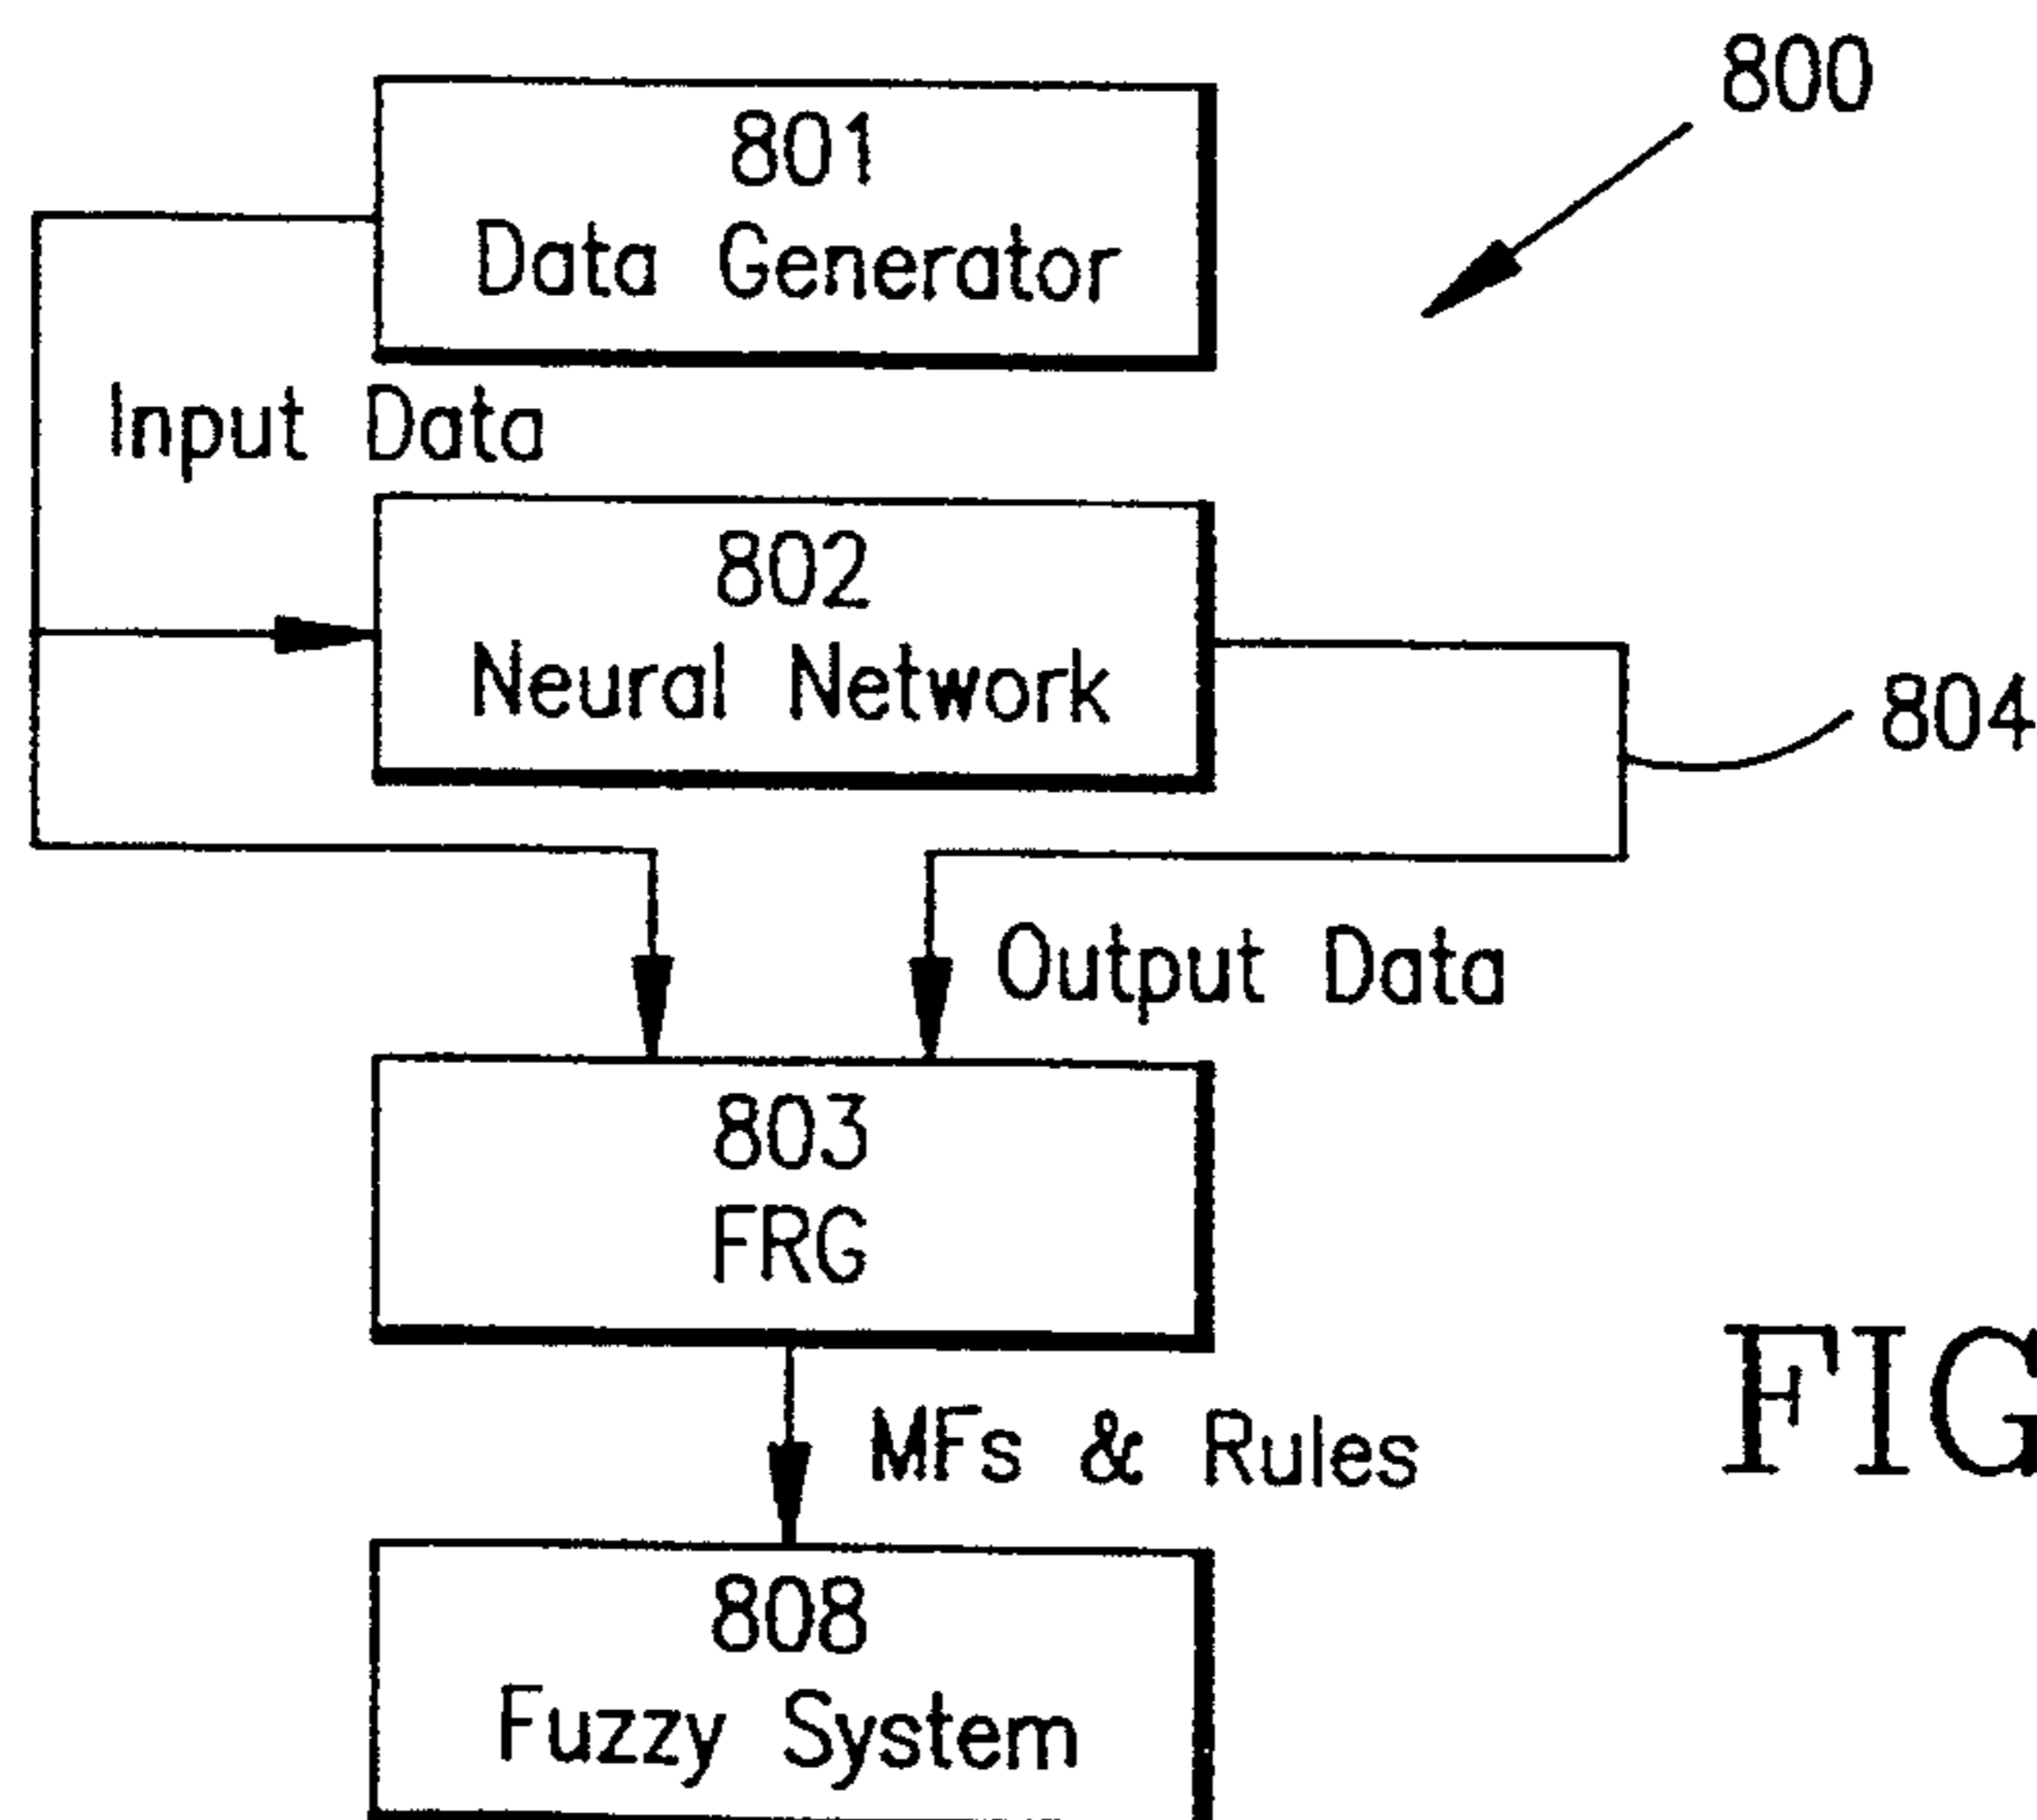 800
801
Data Generator
Input Data
802
Neural Network
804
Output Data
803
FRG
MFs & Rules
FIG
808
Fuzzy System